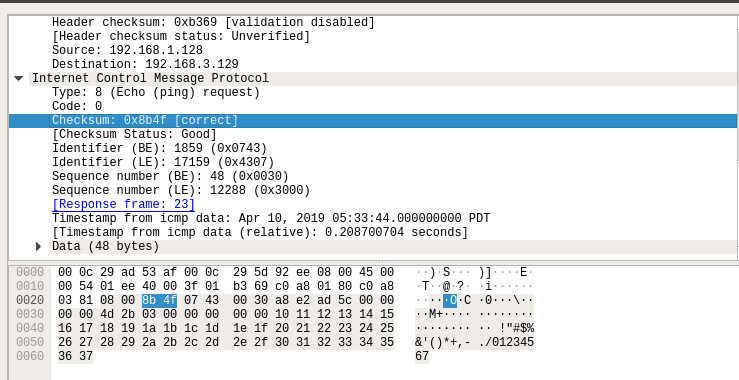 Header checksum: 0xb369 [validation disabled]
[Header checksum status: Unverified]
Source: 192.168.1.128
Destination: 192.168.3.129
Internet Control Message Protocol
Type: 8 (Echo (ping) request)
Code: 0
Checksum: 0x8b4f [correct]
[Checksum Status: Good]
Identifier (BE): 1859 (0x0743)
Identifier (LE): 17159 (0x4307)
Sequence number (BE): 48 (0x0030)
Sequence number (LE): 12288 (0x3000)
[Response frame: 23]
Timestamp from icmp data: Apr 10, 2019 05:33:44.000000000 PDT
[Timestamp from icmp data (relative): 0.208700704 seconds]
Data (48 bytes)
0000 00 0c 29 ad 53 af 00 0c 29 5d 92 ee 08 00 45 00 ··)·S··· )]····E·
0010 00 54 01 ee 40 00 3f 01 b3 69 c0 a8 01 80 c0 a8 ·T··@·?· ·i······
0020 03 81 08 00 8b 4f 07 43 00 30 a8 e2 ad 5c 00 00 ·····O·C ·0···\··
0030 00 00 4d 2b 03 00 00 00 00 00 10 11 12 13 14 15 ··M+···· ········
0040 16 17 18 19 1a 1b 1c 1d 1e 1f 20 21 22 23 24 25 ········ ·· !"#$%
0050 26 27 28 29 2a 2b 2c 2d 2e 2f 30 31 32 33 34 35 &'()*+,- ./012345
0060 36 37 67